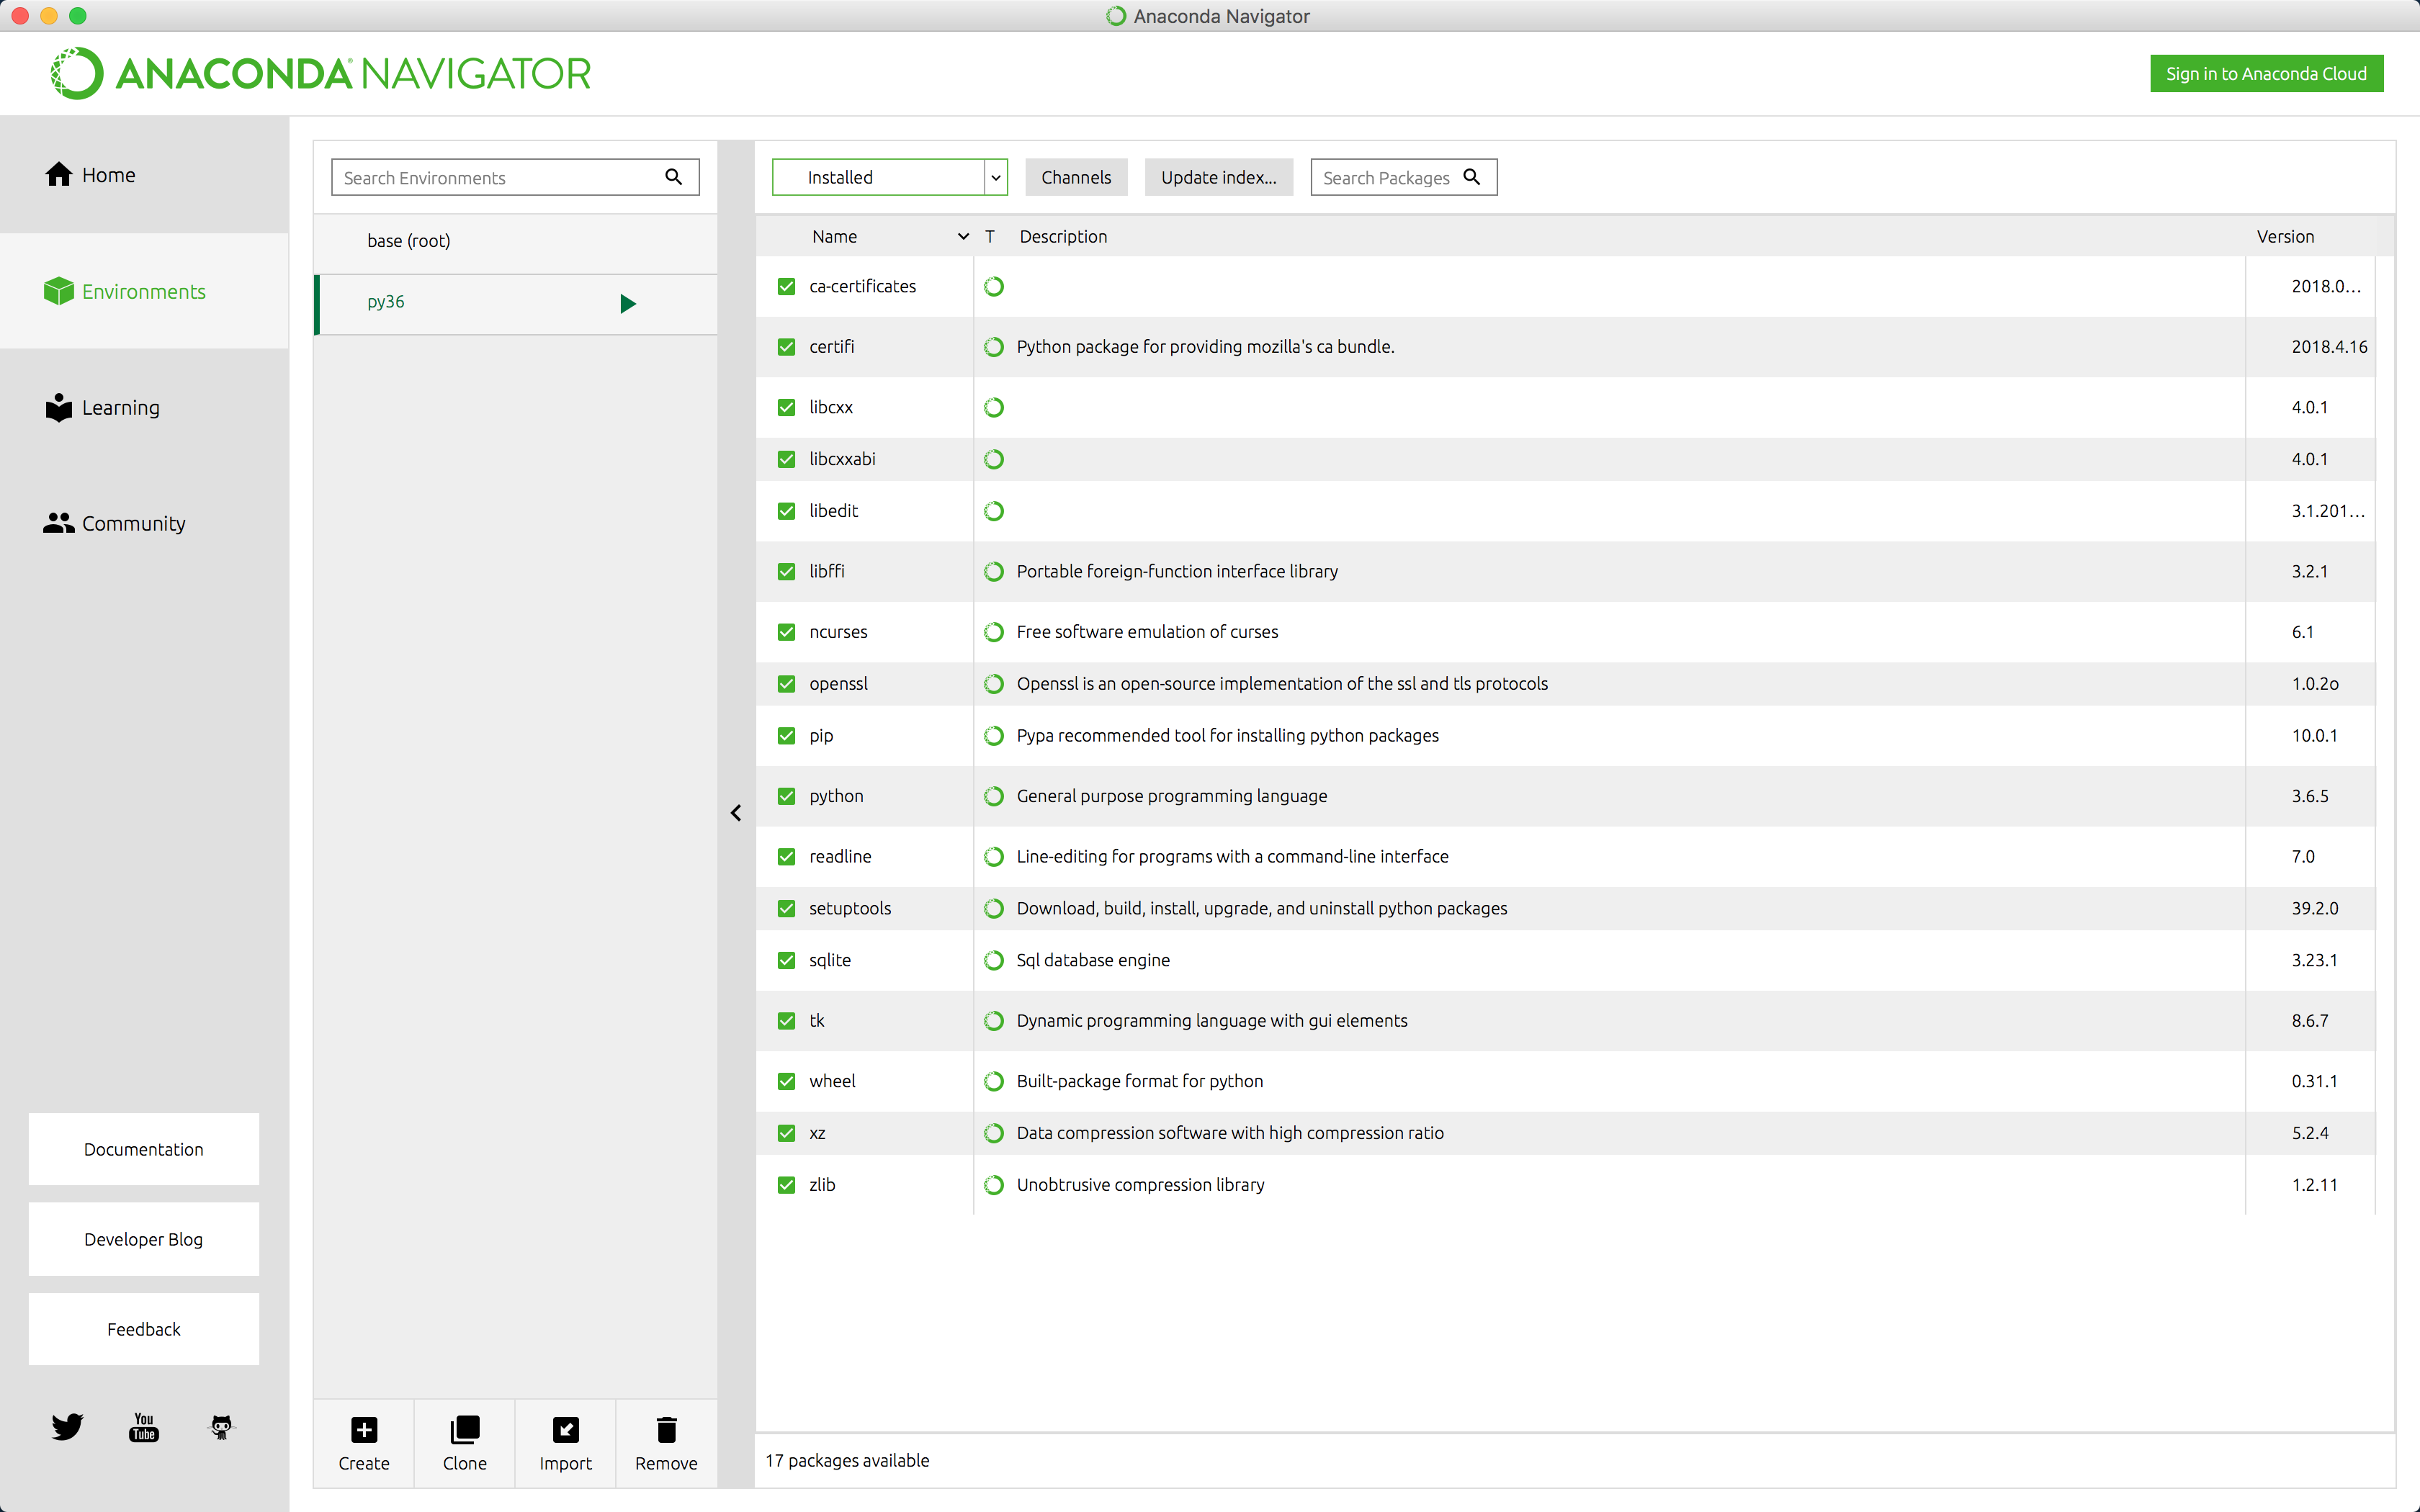 Anaconda Navigator
ANACONDA NAVIGATOR
Sign in to Anaconda Cloud
Home
Environments
Learning
Community
Documentation
Developer Blog
Feedback
You
Tube
Search Environments
base (root)
py36
Create
Clone
Import
Remove
Installed
Channels
Update index...
Search Packages
Name T Description Version
ca-certificates 2018.0...
certifi Python package for providing mozilla's ca bundle. 2018.4.16
libcxx 4.0.1
libcxxabi 4.0.1
libedit 3.1.201...
libffi Portable foreign-function interface library 3.2.1
ncurses Free software emulation of curses 6.1
openssl Openssl is an open-source implementation of the ssl and tls protocols 1.0.2o
pip Pypa recommended tool for installing python packages 10.0.1
python General purpose programming language 3.6.5
readline Line-editing for programs with a command-line interface 7.0
setuptools Download, build, install, upgrade, and uninstall python packages 39.2.0
sqlite Sql database engine 3.23.1
tk Dynamic programming language with gui elements 8.6.7
wheel Built-package format for python 0.31.1
xz Data compression software with high compression ratio 5.2.4
zlib Unobtrusive compression library 1.2.11
17 packages available